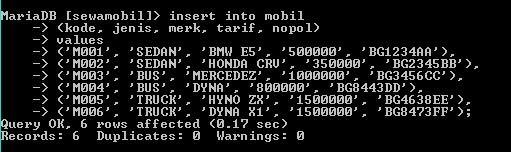 MariaDB [sewamobil]> insert into mobil
-> (kode, jenis, merk, tarif, nopol)
-> values
-> ('M001', 'SEDAN', 'BMW E5', '500000', 'BG1234AA'),
-> ('M002', 'SEDAN', 'HONDA CRV', '350000', 'BG2345BB'),
-> ('M003', 'BUS', 'MERCEDEZ', '1000000', 'BG3456CC'),
-> ('M004', 'BUS', 'DYNA', '800000', 'BG8443DD'),
-> ('M005', 'TRUCK', 'HYNO ZX', '1500000', 'BG4638EE'),
-> ('M006', 'TRUCK', 'DYNA X1', '1500000', 'BG8473FF');
Query OK, 6 rows affected (0.17 sec)
Records: 6  Duplicates: 0  Warnings: 0